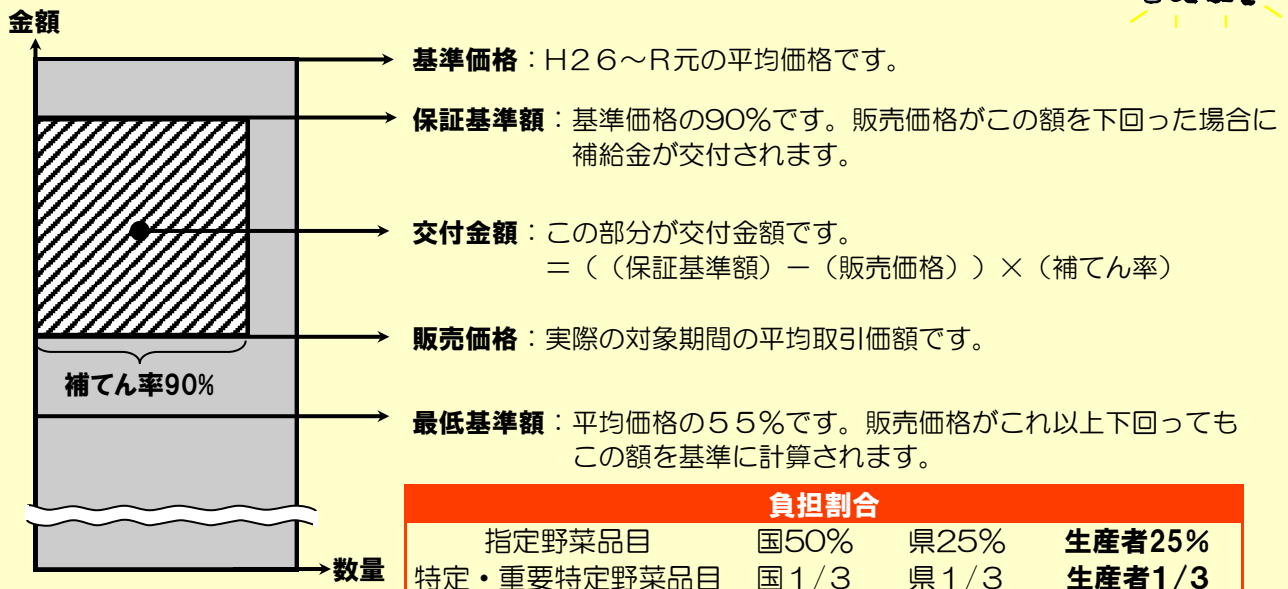 金額
基準価格：H26～R元の平均価格です。
保証基準額：基準価格の90%です。販売価格がこの額を下回った場合に
補給金が交付されます。
交付金額：この部分が交付金額です。
＝（（保証基準額）－（販売価格））×（補てん率）
販売価格：実際の対象期間の平均取引価額です。
補てん率90%
最低基準額：平均価格の55%です。販売価格がこれ以上下回っても
この額を基準に計算されます。
負担割合
指定野菜品目 国50% 県25% 生産者25%
特定・重要特定野菜品目 国1/3 県1/3 生産者1/3
数量